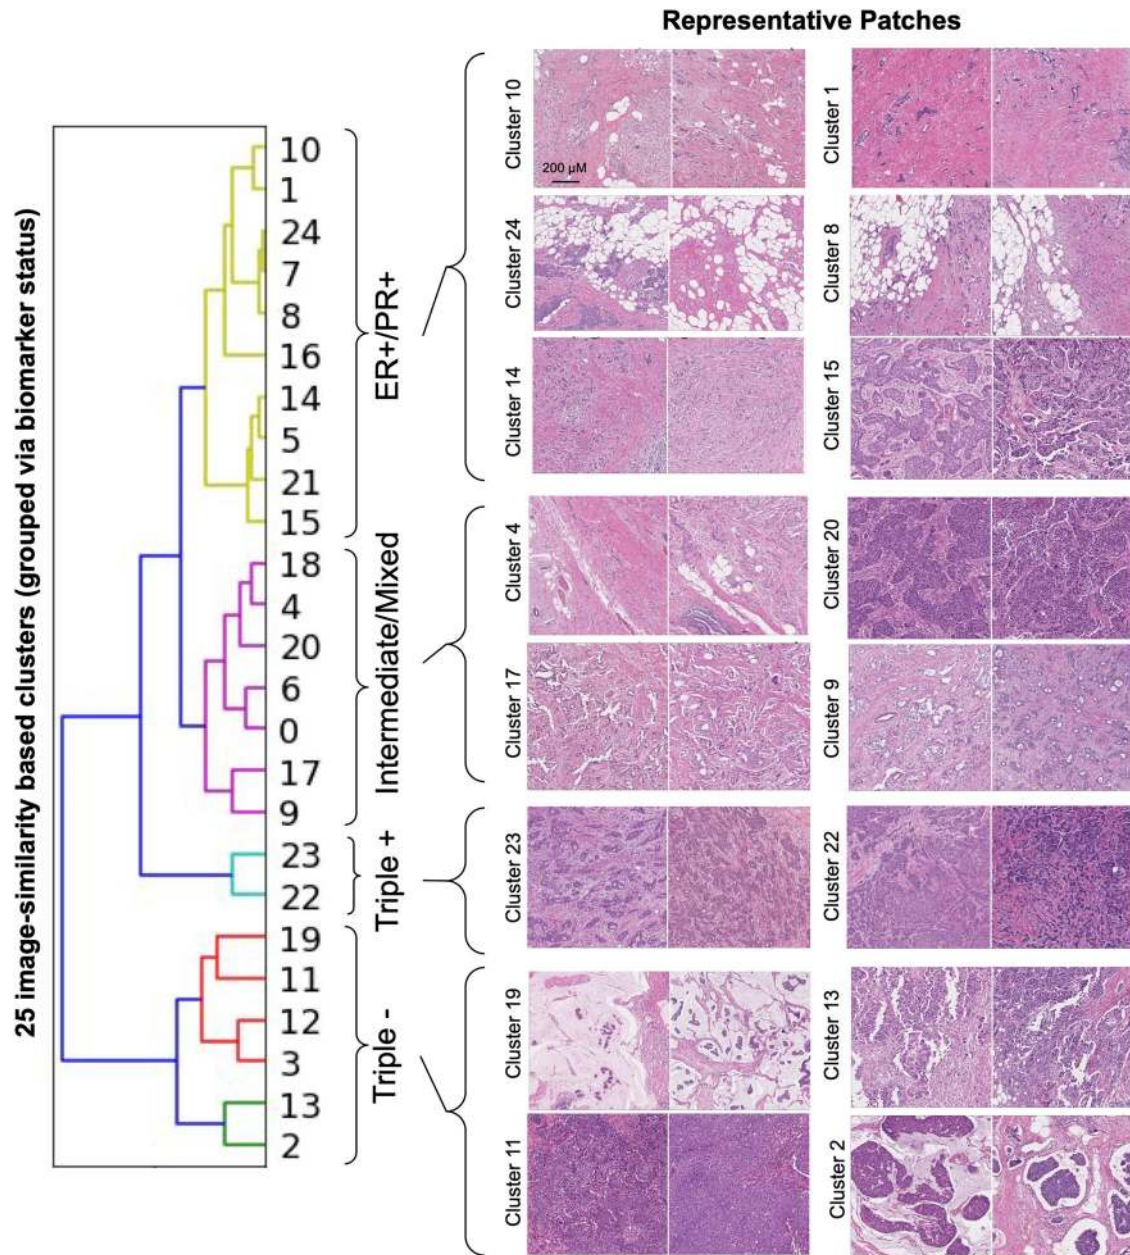 Representative Patches
25 image-similarity based clusters (grouped via biomarker status)
10
1
24
7
8
16
14
5
21
15
18
4
20
6
0
17
9
23
22
19
11
12
3
13
2
ER+/PR+
Intermediate/Mixed
Triple +
Triple -
Cluster 10
200 µM
Cluster 1
Cluster 24
Cluster 8
Cluster 14
Cluster 15
Cluster 4
Cluster 20
Cluster 17
Cluster 9
Cluster 23
Cluster 22
Cluster 19
Cluster 13
Cluster 11
Cluster 2